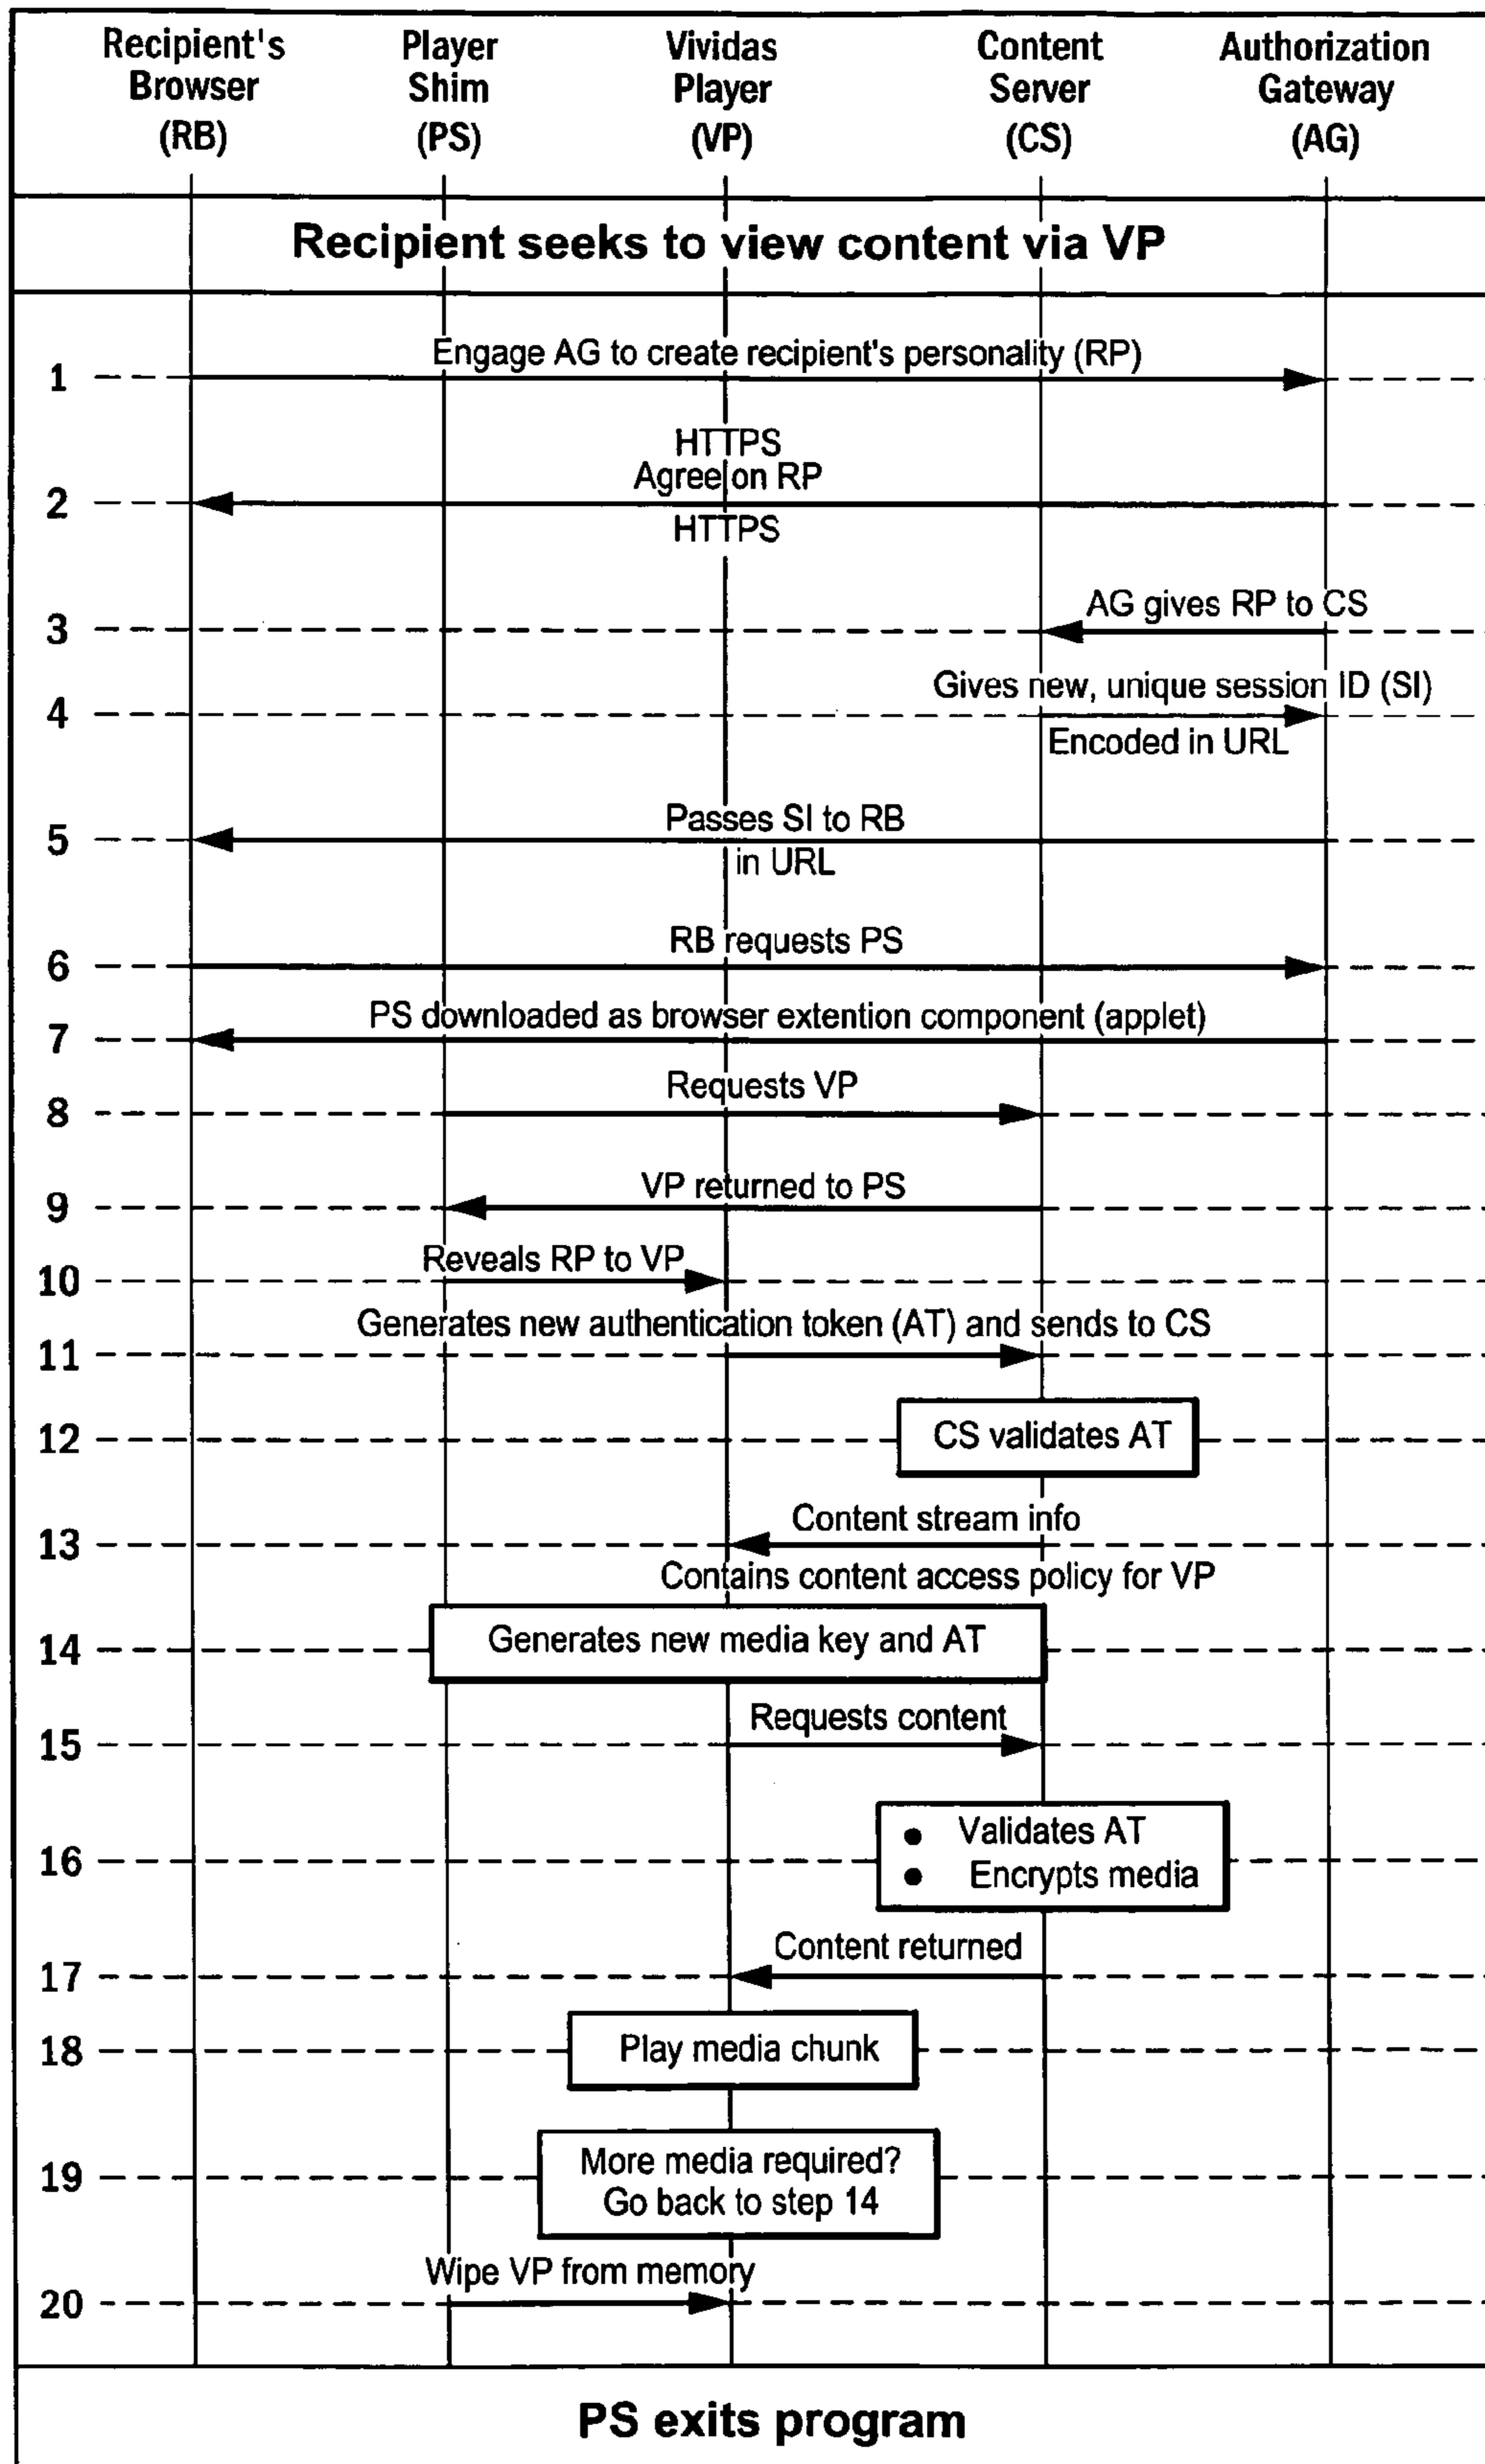 Recipient's Browser (RB)
Player Shim (PS)
Vividas Player (VP)
Content Server (CS)
Authorization Gateway (AG)
Recipient seeks to view content via VP
1
Engage AG to create recipient's personality (RP)
HTTPS
2
Agree on RP
HTTPS
3
AG gives RP to CS
4
Gives new, unique session ID (SI)
Encoded in URL
5
Passes SI to RB
in URL
6
RB requests PS
7
PS downloaded as browser extention component (applet)
8
Requests VP
9
VP returned to PS
10
Reveals RP to VP
11
Generates new authentication token (AT) and sends to CS
12
CS validates AT
13
Content stream info
Contains content access policy for VP
14
Generates new media key and AT
15
Requests content
16
● Validates AT
● Encrypts media
17
Content returned
18
Play media chunk
19
More media required?
Go back to step 14
20
Wipe VP from memory
PS exits program